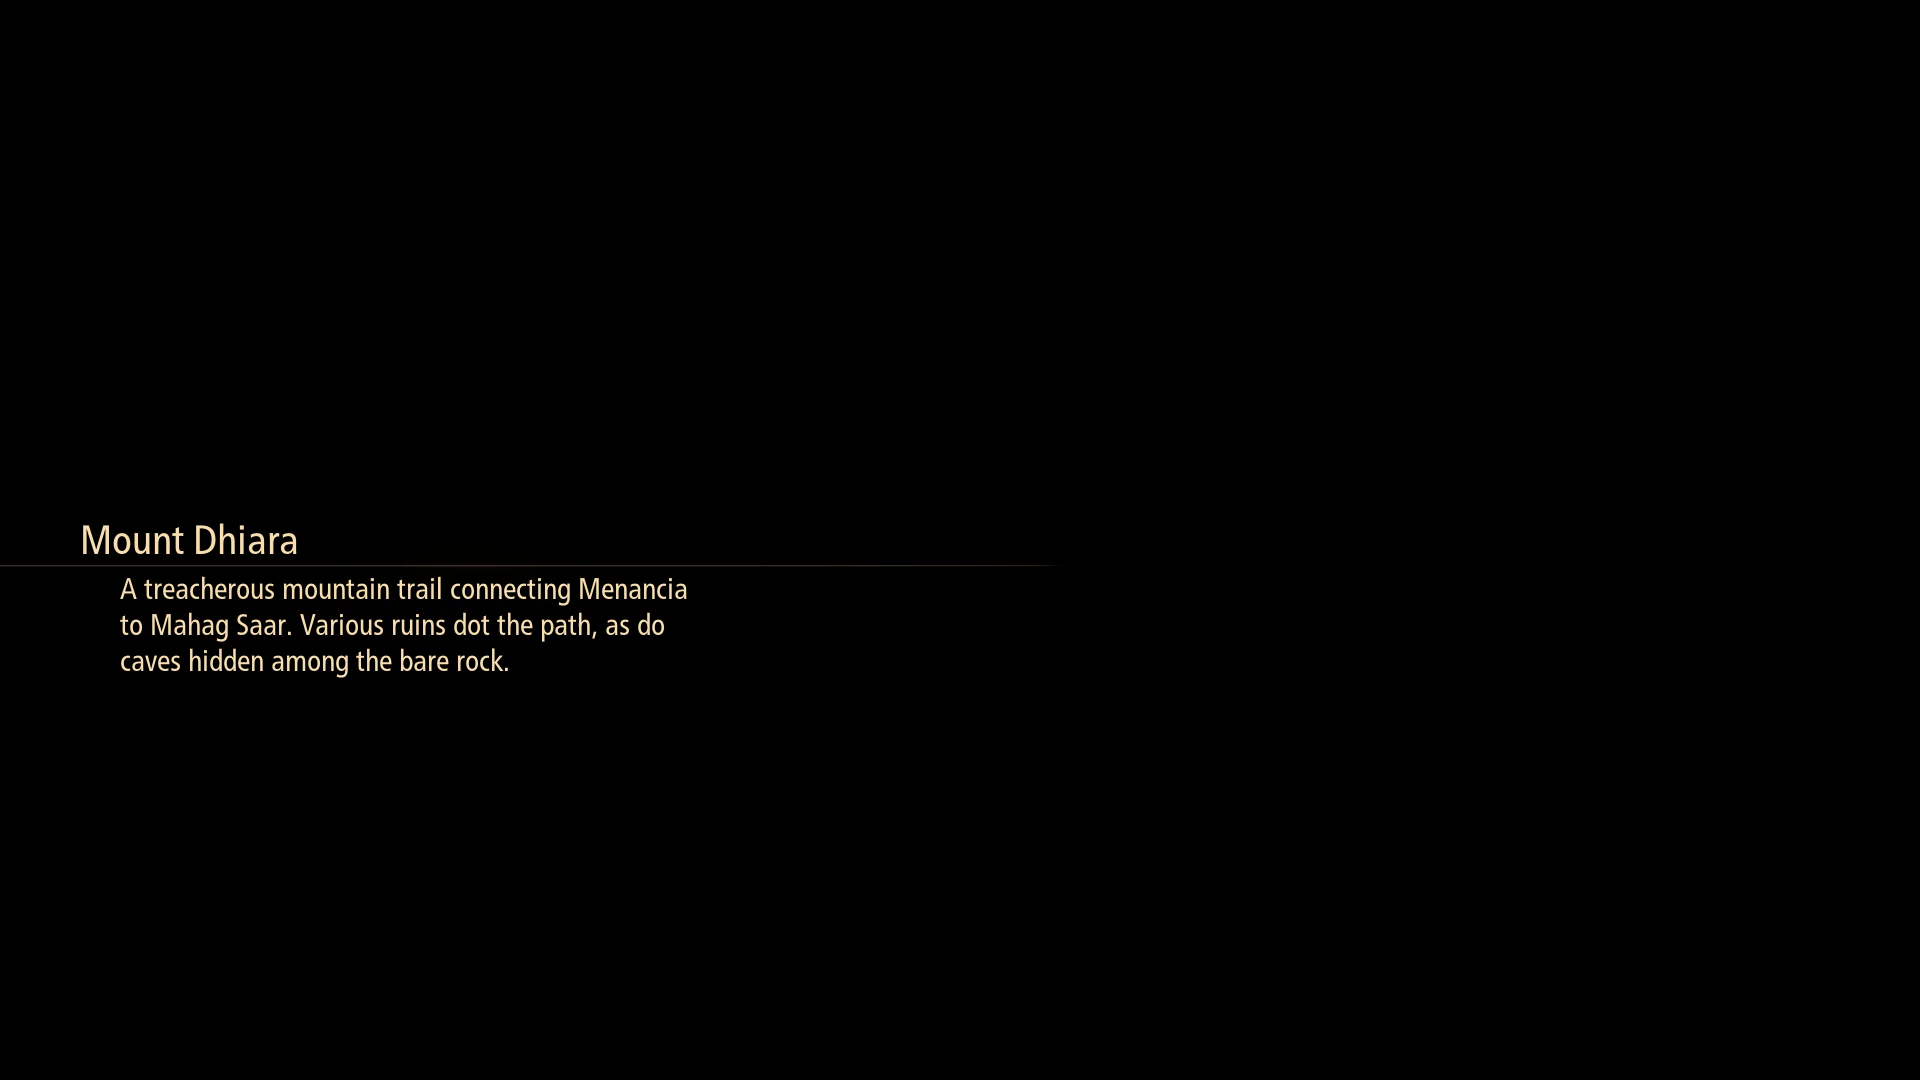 Mount Dhiara
A treacherous mountain trail connecting Menancia
to Mahag Saar. Various ruins dot the path, as do
caves hidden among the bare rock.